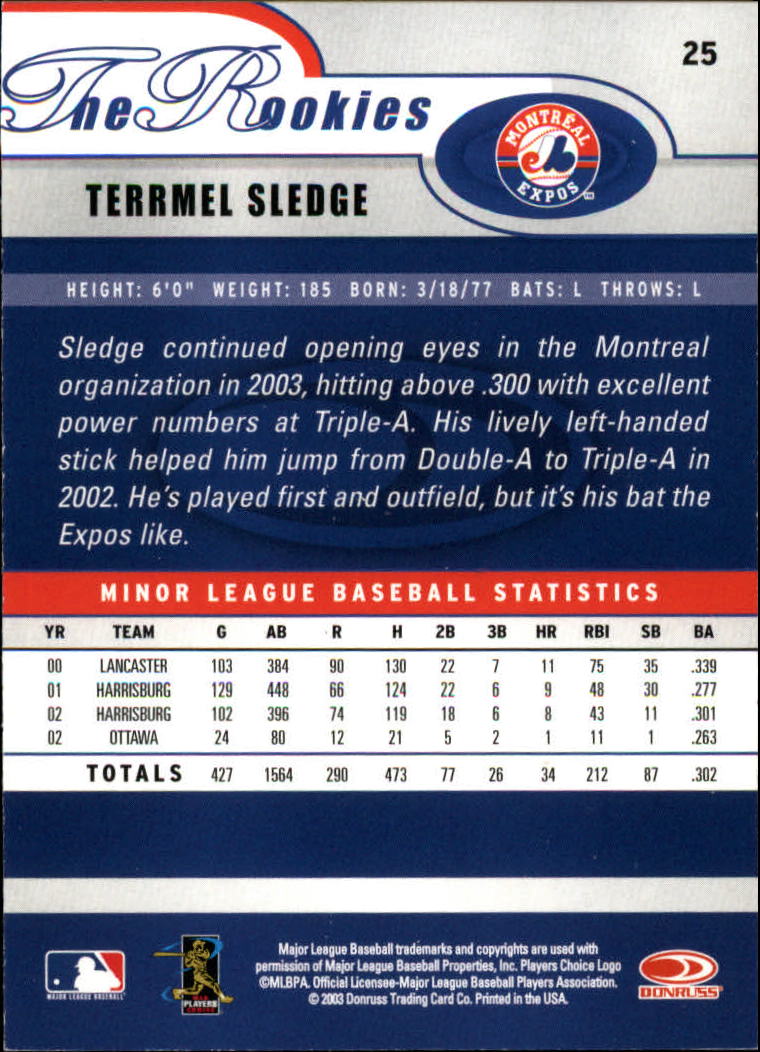 25
The Rookies
MONTRÉAL
EXPOS
TM
TERRMEL SLEDGE
HEIGHT: 6'0" WEIGHT: 185 BORN: 3/18/77 BATS: L THROWS: L
Sledge continued opening eyes in the Montreal
organization in 2003, hitting above .300 with excellent
power numbers at Triple-A. His lively left-handed
stick helped him jump from Double-A to Triple-A in
2002. He's played first and outfield, but it's his bat the
Expos like.
MINOR LEAGUE BASEBALL STATISTICS
YR TEAM G AB R H 2B 3B HR RBI SB BA
00 LANCASTER 103 384 90 130 22 7 11 75 35 .339
01 HARRISBURG 129 448 66 124 22 6 9 48 30 .277
02 HARRISBURG 102 396 74 119 18 6 8 43 11 .301
02 OTTAWA 24 80 12 21 5 2 1 11 1 .263
TOTALS 427 1564 290 473 77 26 34 212 87 .302
Major League Baseball trademarks and copyrights are used with
permission of Major League Baseball Properties, Inc. Players Choice Logo
©MLBPA. Official Licensee-Major League Baseball Players Association.
© 2003 Donruss Trading Card Co. Printed in the USA.
MAJOR LEAGUE BASEBALL
MLB
PLAYERS
CHOICE
DONRUSS